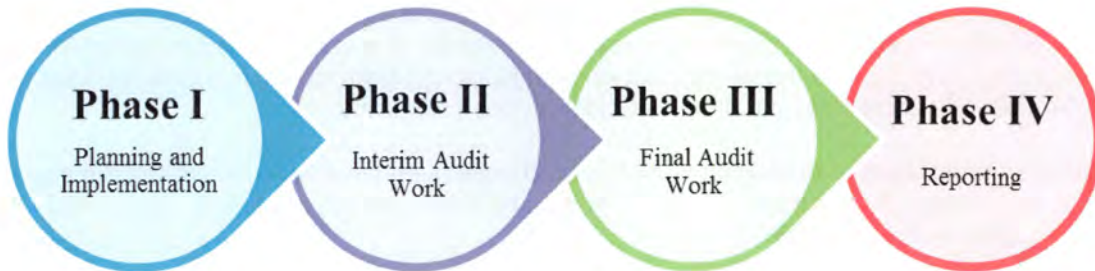 Phase I
Planning and
Implementation
Phase II
Interim Audit
Work
Phase III
Final Audit
Work
Phase IV
Reporting